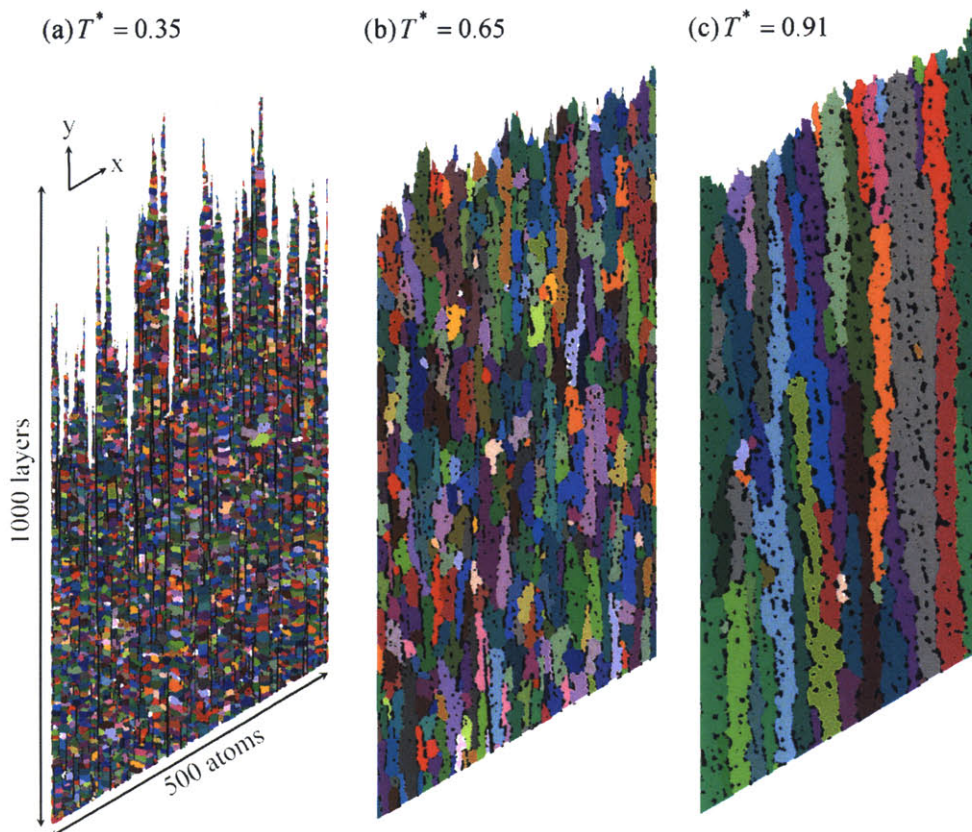 (a) T* = 0.35
(b) T* = 0.65
(c) T* = 0.91
y
x
1000 layers
500 atoms